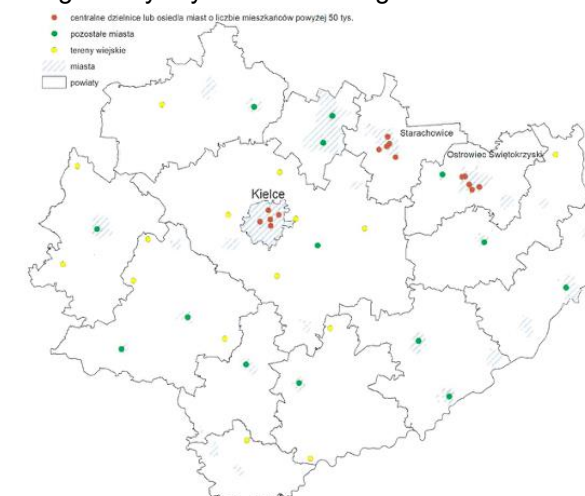 centralne dzielnice lub osiedla miast o liczbie mieszkańców powyżej 50 tys.
pozostałe miasta
tereny wiejskie
miasta
powiaty
Starachowice
Ostrowiec Świętokrzyski
Kielce